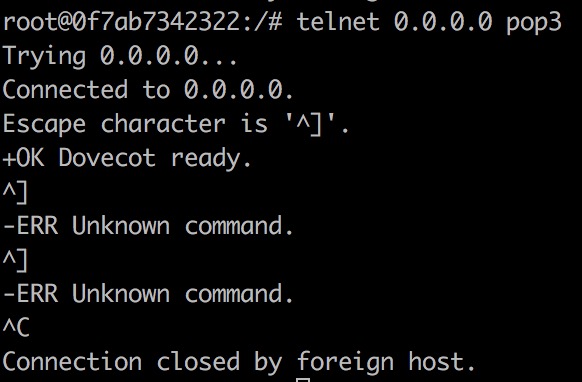 root@0f7ab7342322:/# telnet 0.0.0.0 pop3
Trying 0.0.0.0...
Connected to 0.0.0.0.
Escape character is '^]'.
+OK Dovecot ready.
^]
-ERR Unknown command.
^]
-ERR Unknown command.
^C
Connection closed by foreign host.